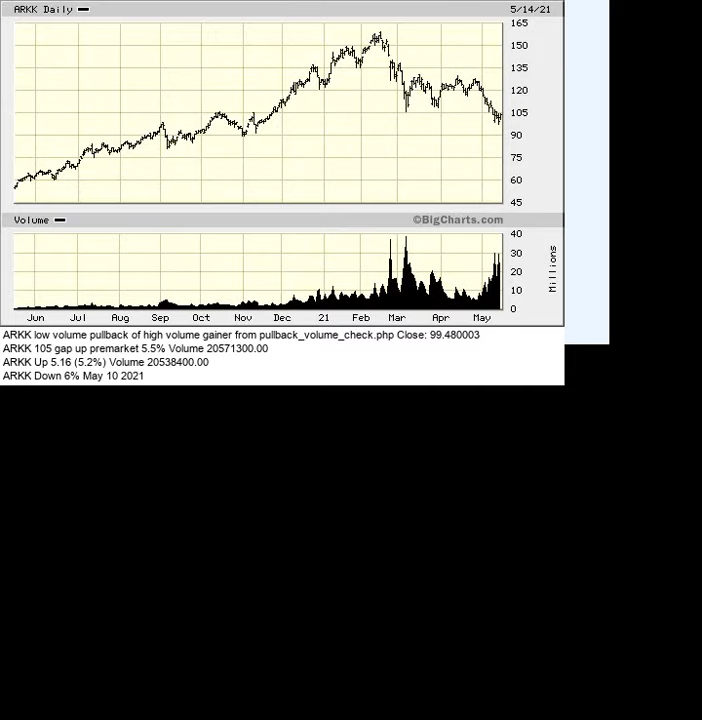 ARKK Daily 5/14/21
165
150
135
120
105
90
75
60
45
Volume ©BigCharts.com
40
30
20
10
0
Millions
Jun Jul Aug Sep Oct Nov Dec 21 Feb Mar Apr May
ARKK low volume pullback of high volume gainer from pullback_volume_check.php Close: 99.480003
ARKK 105 gap up premarket 5.5% Volume 20571300.00
ARKK Up 5.16 (5.2%) Volume 20538400.00
ARKK Down 6% May 10 2021